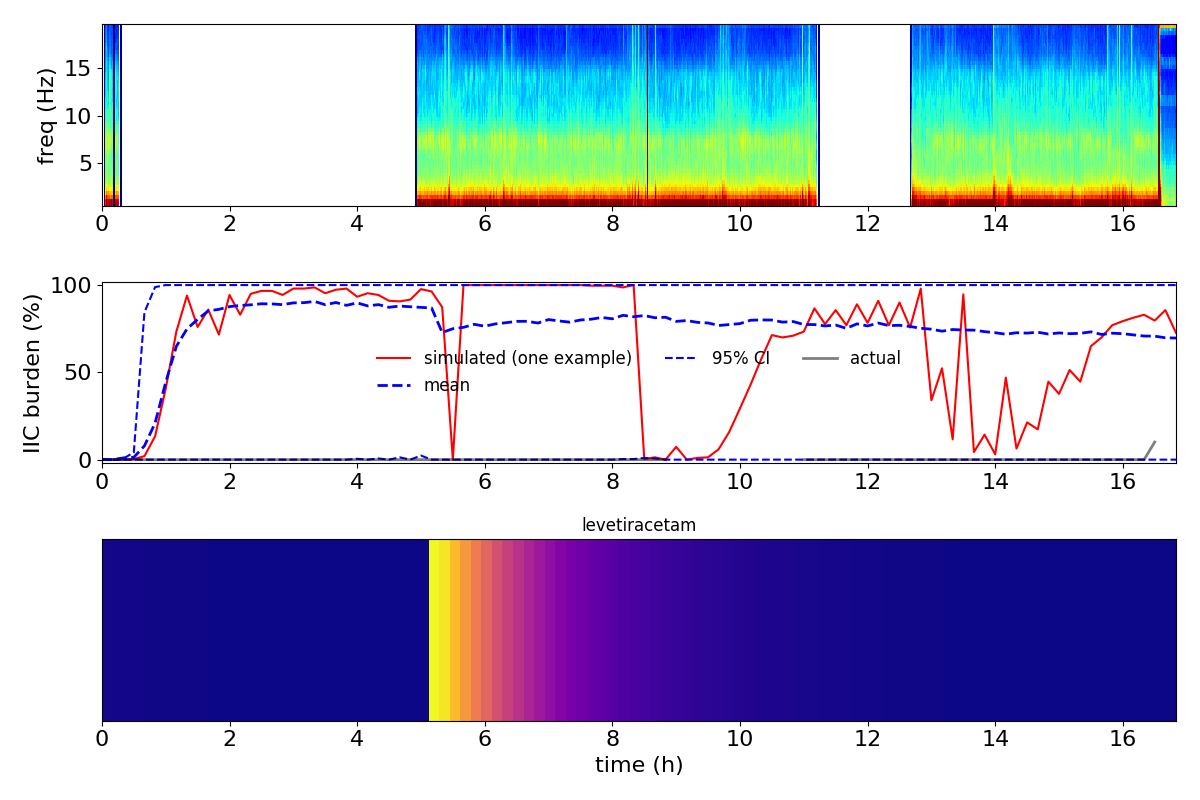 freq (Hz)
15
10
5
0 2 4 6 8 10 12 14 16
IIC burden (%)
100
50
0
simulated (one example) 95% CI actual
mean
0 2 4 6 8 10 12 14 16
levetiracetam
0 2 4 6 8 10 12 14 16
time (h)